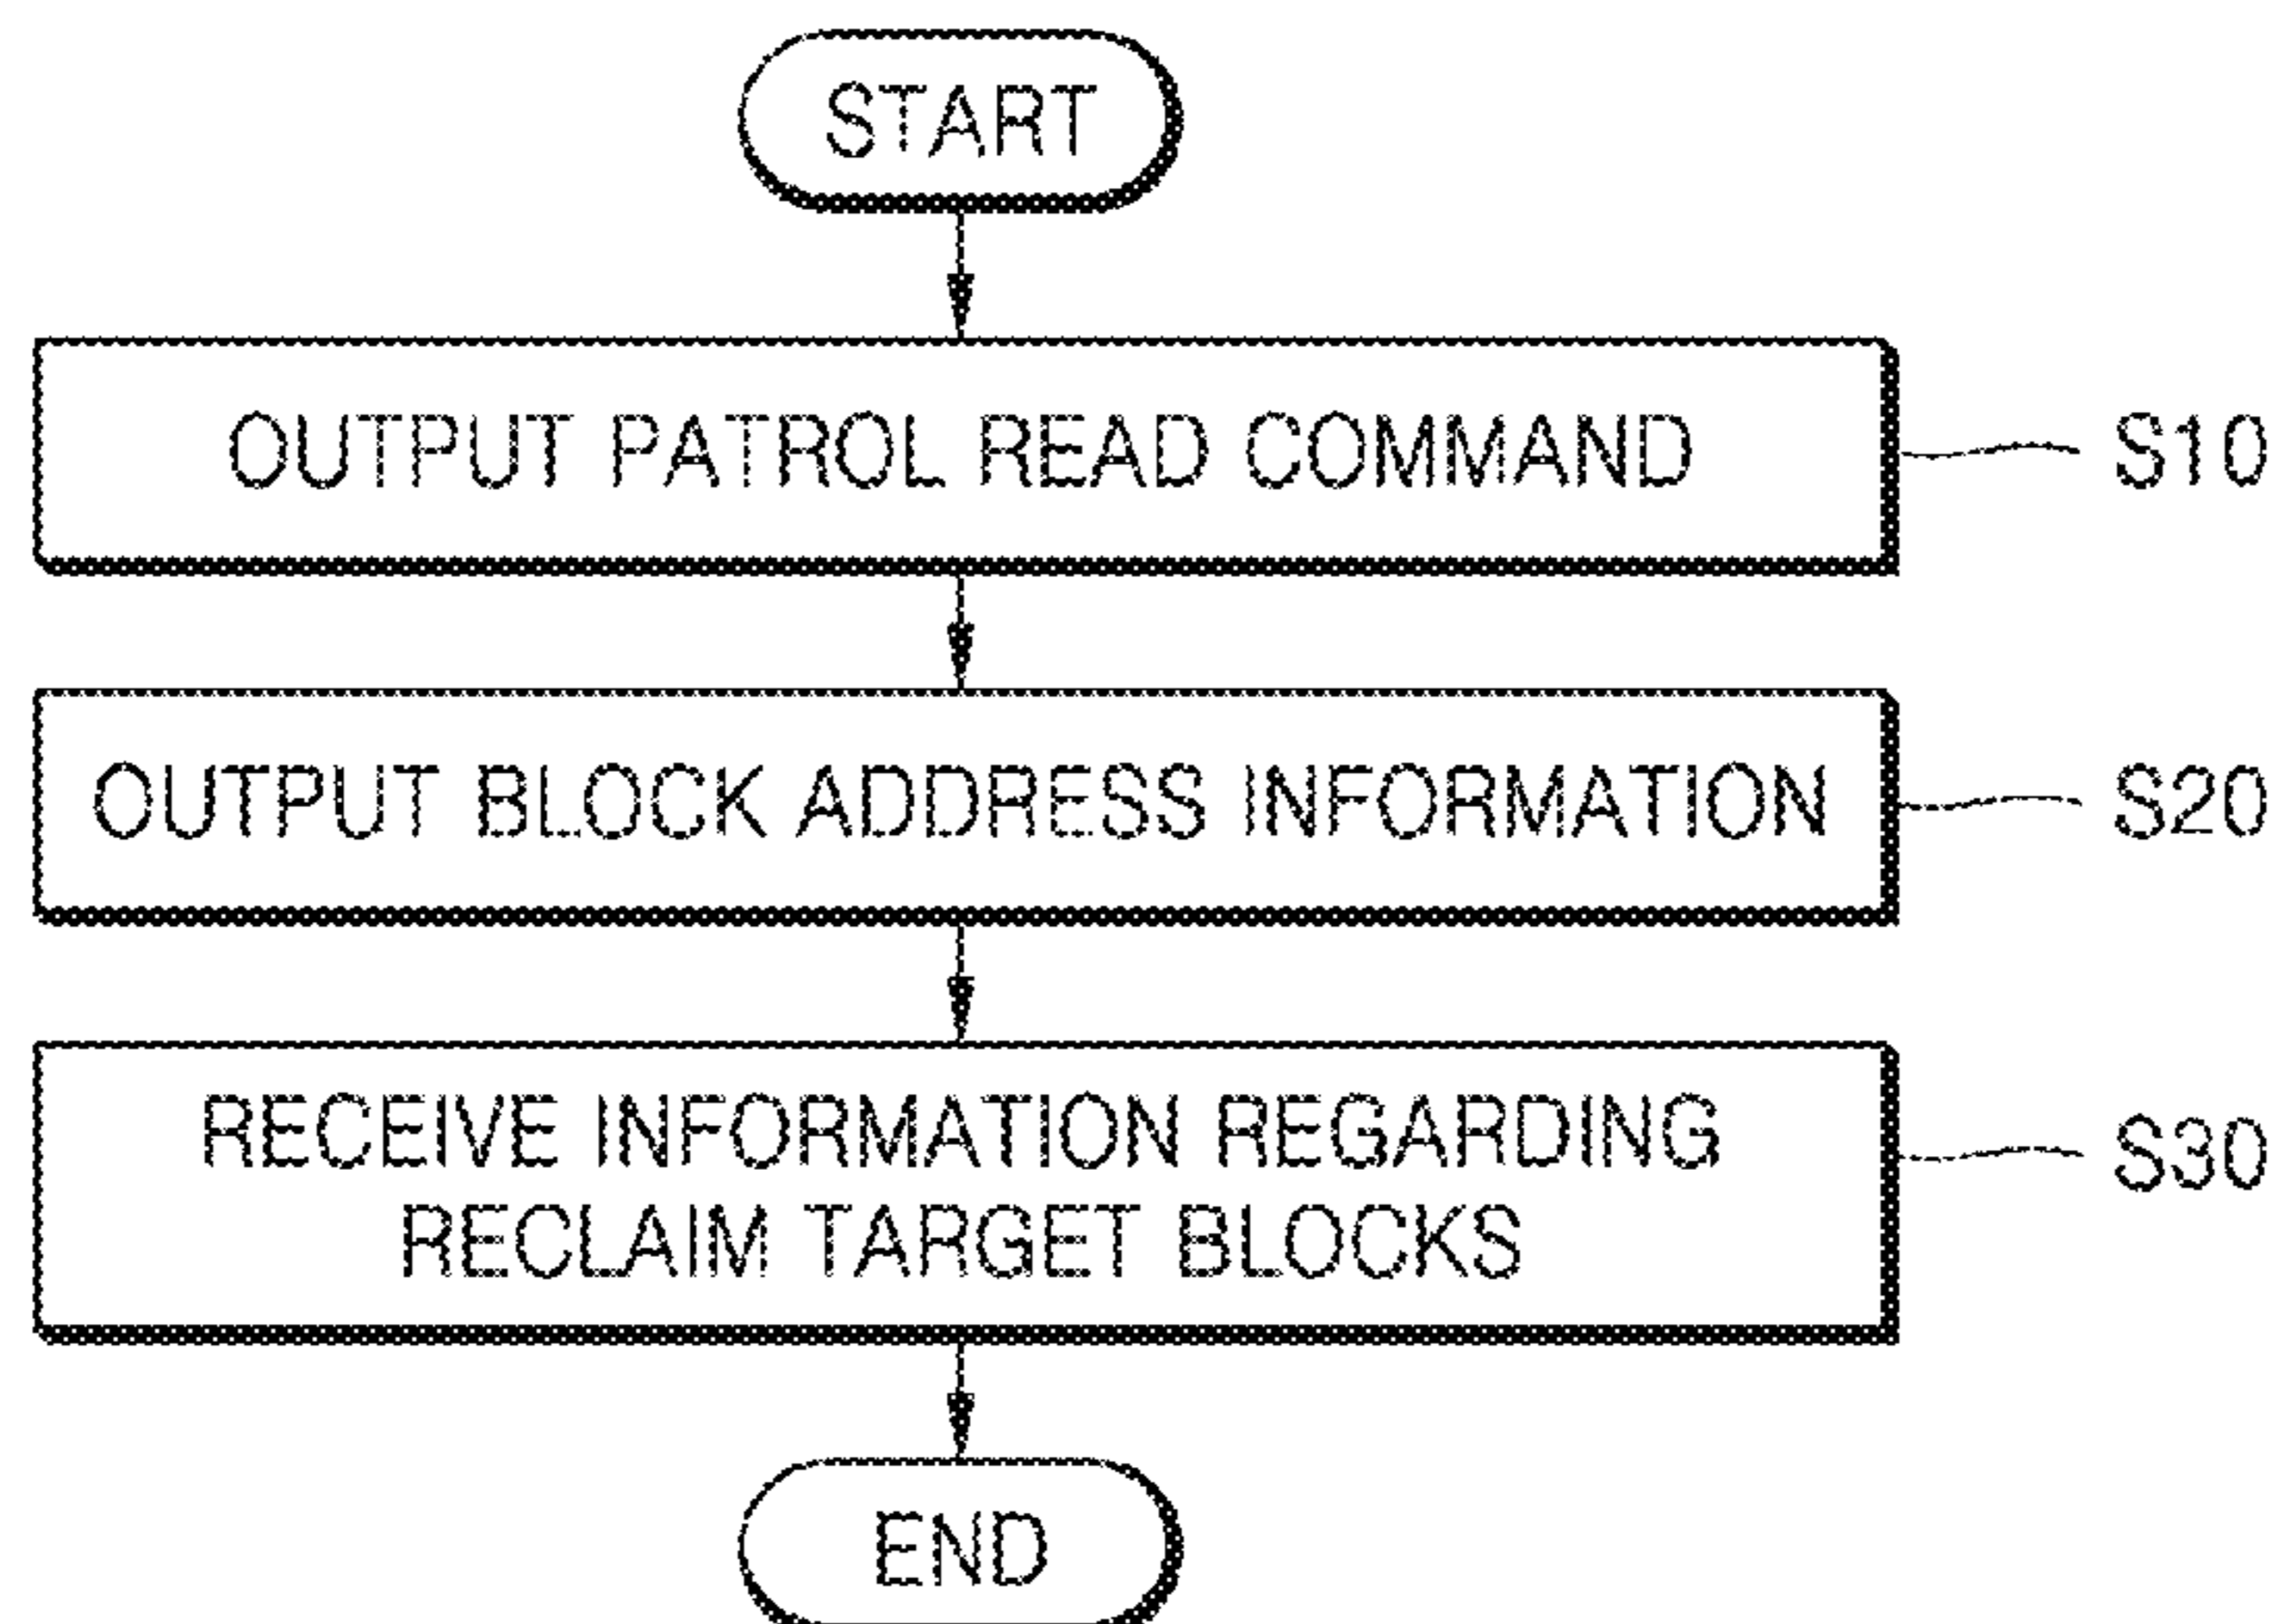 START
OUTPUT PATROL READ COMMAND
S10
OUTPUT BLOCK ADDRESS INFORMATION
S20
RECEIVE INFORMATION REGARDING
RECLAIM TARGET BLOCKS
S30
END